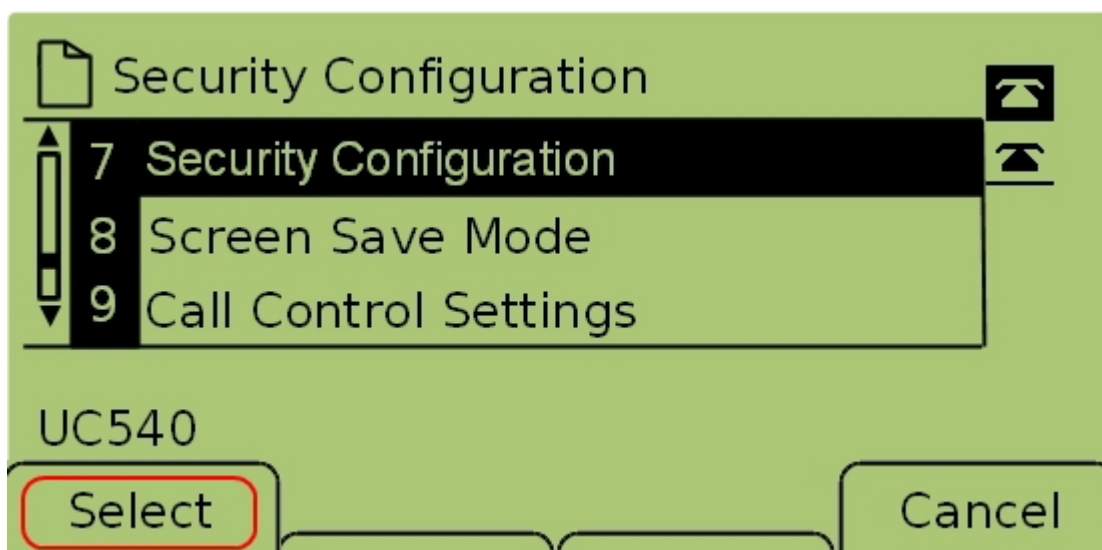 Security Configuration
7 Security Configuration
8 Screen Save Mode
9 Call Control Settings
UC540
Select Cancel